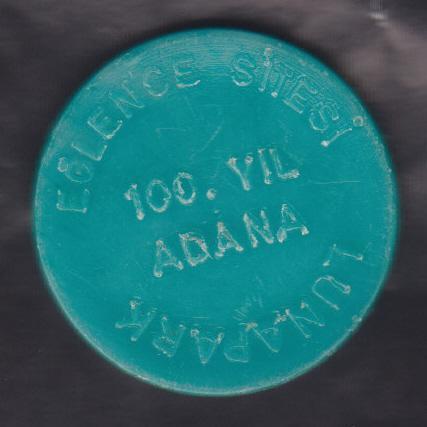 EĞLENCE SİTESİ
100. YIL
ADANA
LUNAPARK